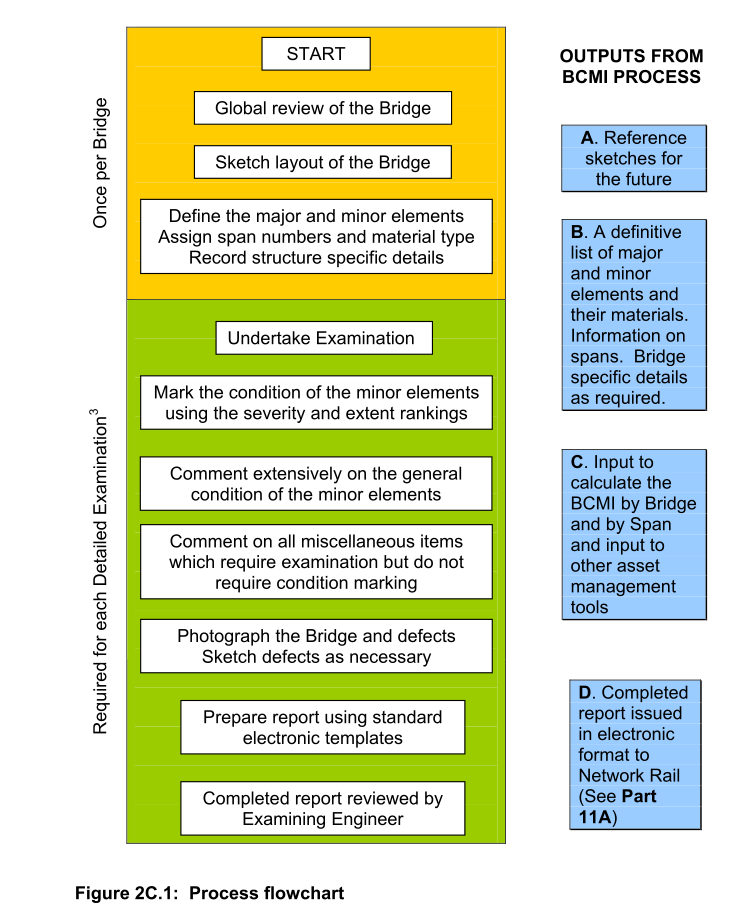 START
Global review of the Bridge
Sketch layout of the Bridge
Define the major and minor elements
Assign span numbers and material type
Record structure specific details
Once per Bridge
Undertake Examination
Mark the condition of the minor elements
using the severity and extent rankings
Comment extensively on the general
condition of the minor elements
Comment on all miscellaneous items
which require examination but do not
require condition marking
Photograph the Bridge and defects
Sketch defects as necessary
Prepare report using standard
electronic templates
Completed report reviewed by
Examining Engineer
Required for each Detailed Examination³
OUTPUTS FROM
BCMI PROCESS
A. Reference
sketches for
the future
B. A definitive
list of major
and minor
elements and
their materials.
Information on
spans.  Bridge
specific details
as required.
C. Input to
calculate the
BCMI by Bridge
and by Span
and input to
other asset
management
tools
D. Completed
report issued
in electronic
format to
Network Rail
(See Part
11A)
Figure 2C.1:  Process flowchart